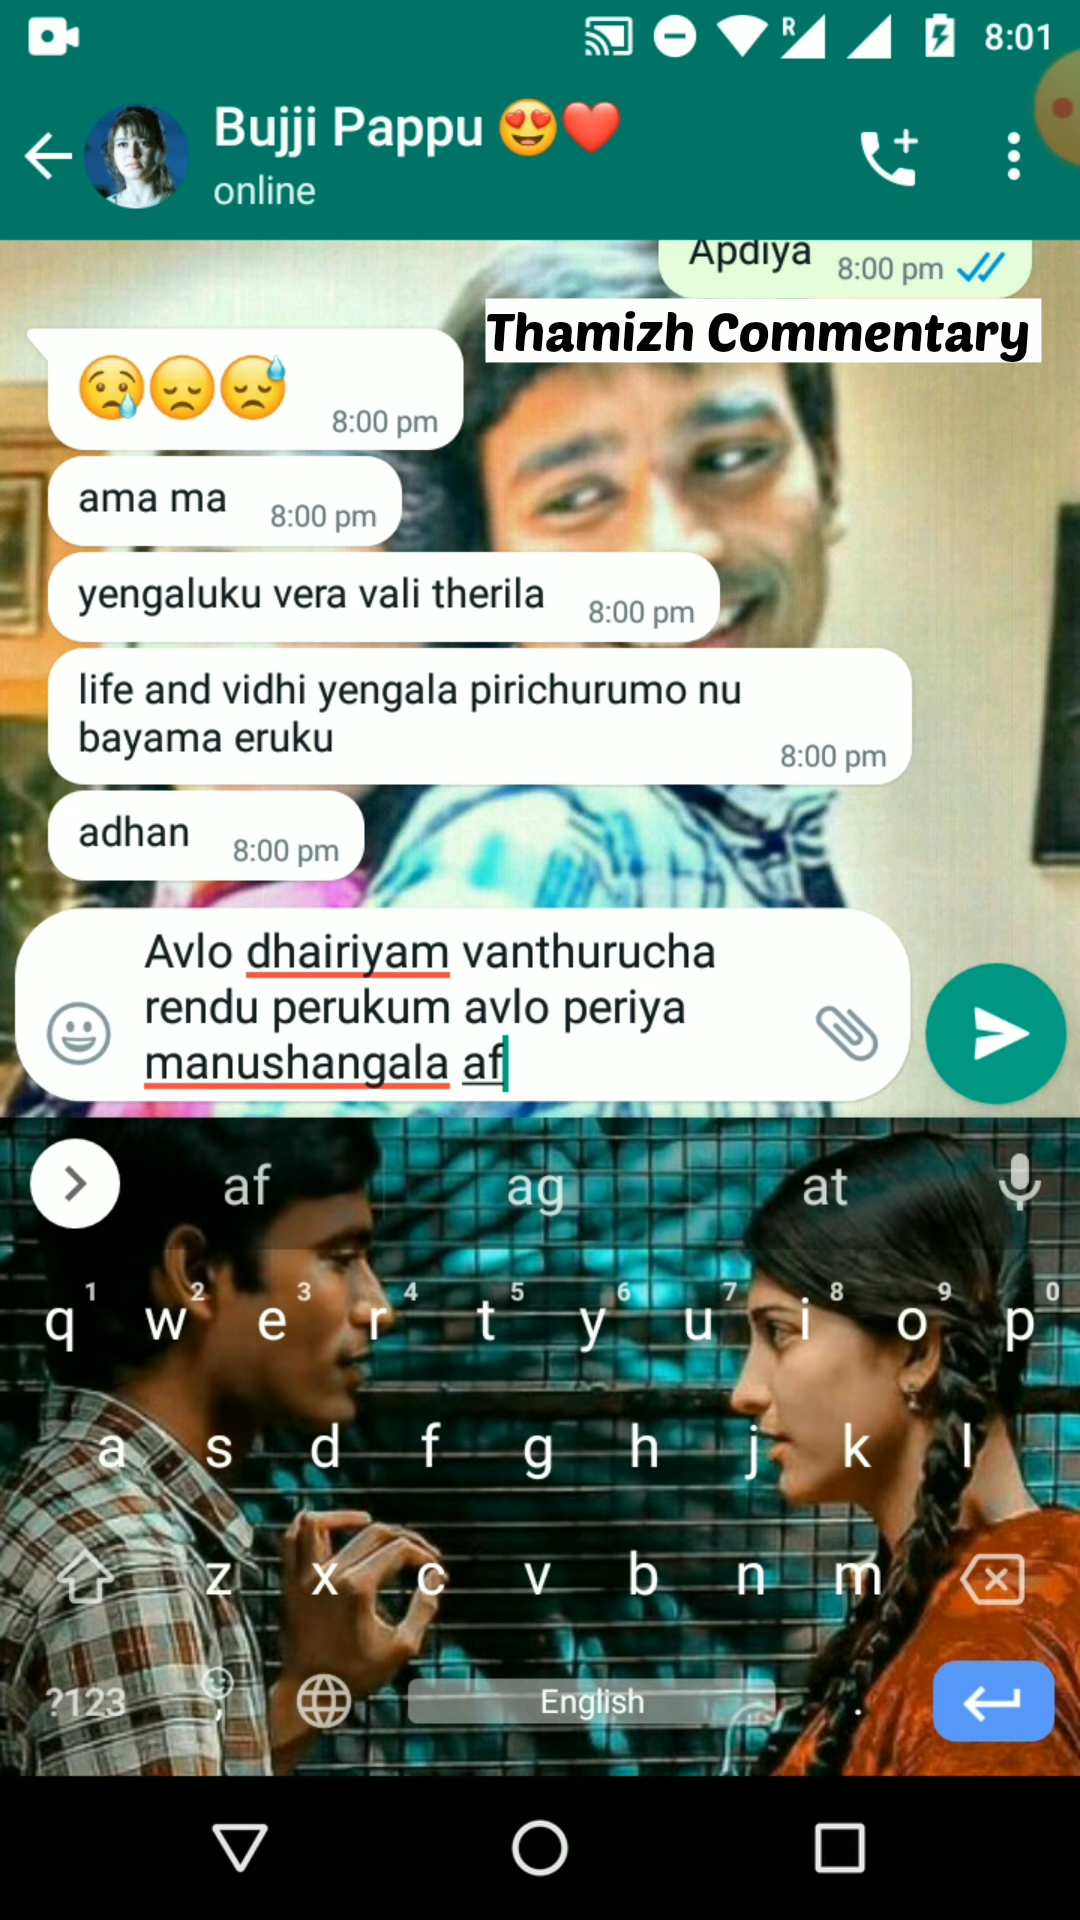 8:01
Bujji Pappu 😍❤️
online
R
Apdiya 8:00 pm
Thamizh Commentary
😢😞😓 8:00 pm
ama ma 8:00 pm
yengaluku vera vali therila 8:00 pm
life and vidhi yengala pirichurumo nu
bayama eruku 8:00 pm
adhan 8:00 pm
Avlo dhairiyam vanthurucha
rendu perukum avlo periya
manushangala af
af ag at
1 2 3 4 5 6 7 8 9 0
q w e r t y u i o p
a s d f g h j k l
z x c v b n m
?123 , English .